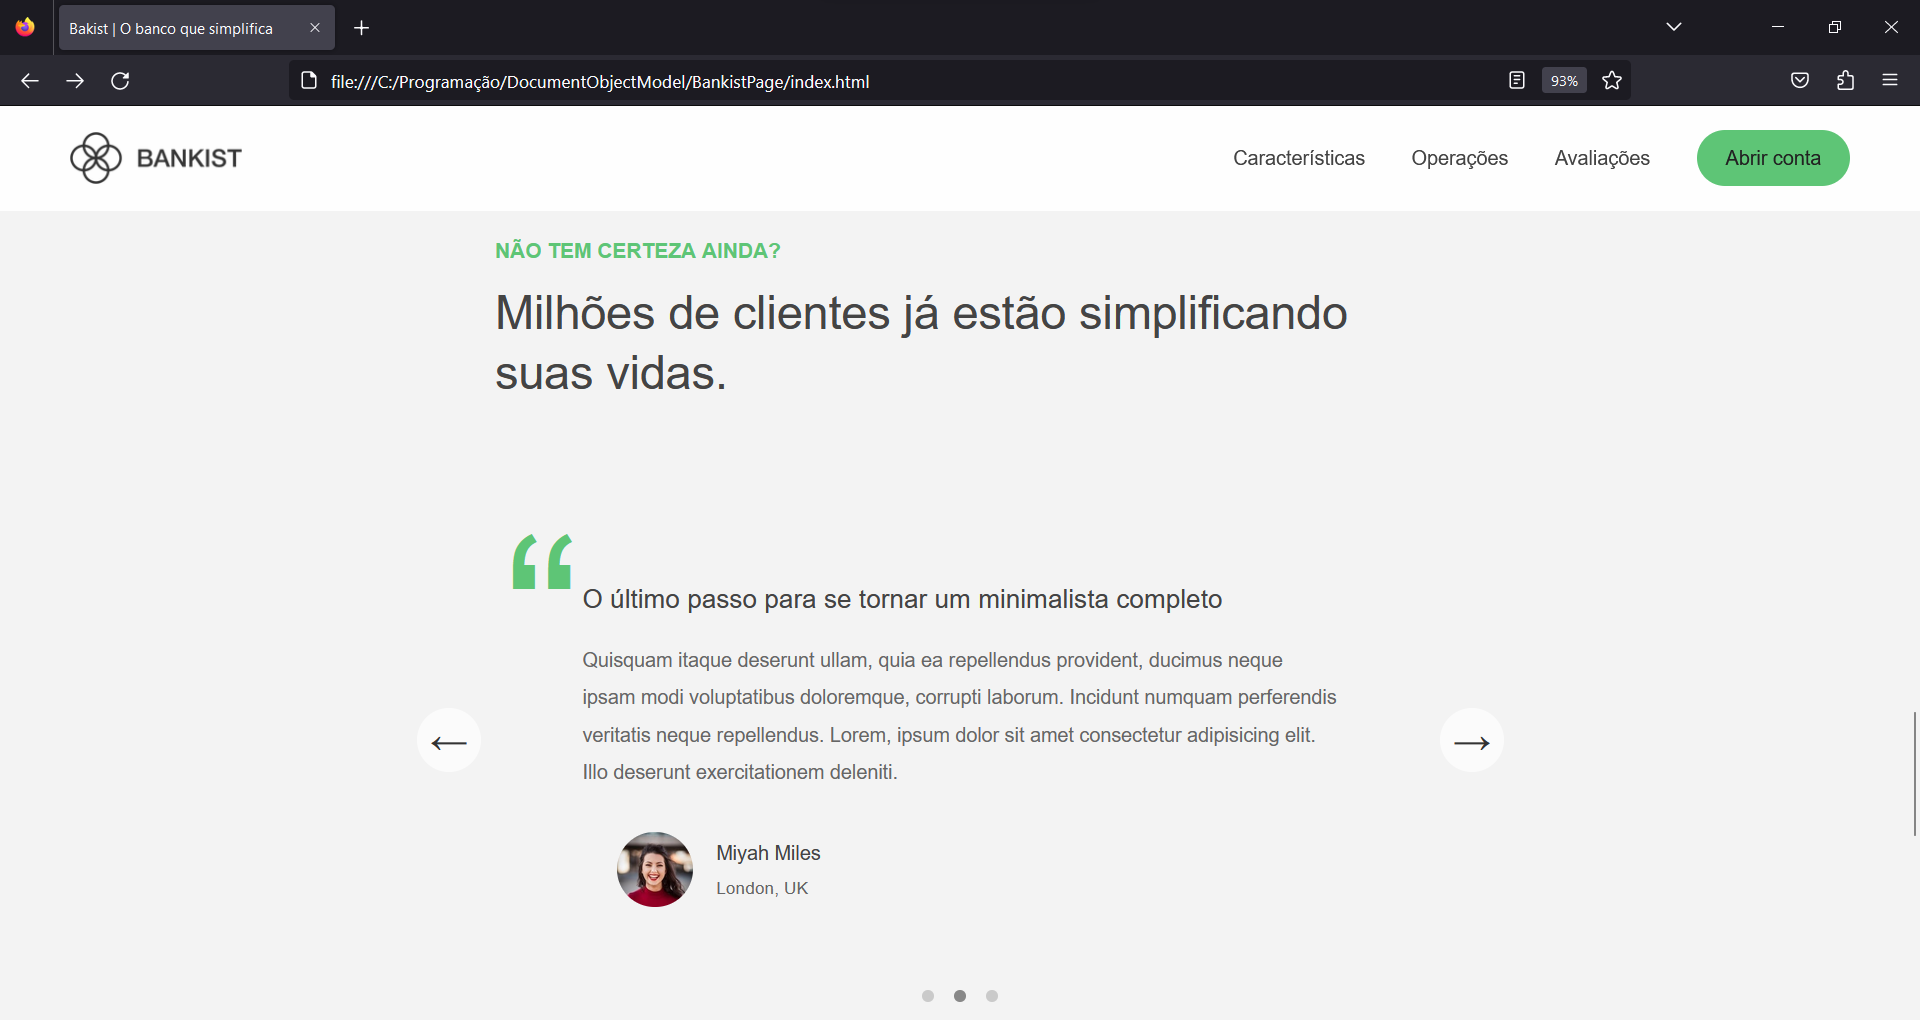 Bakist | O banco que simplifica
file:///C:/Programação/DocumentObjectModel/BankistPage/index.html
93%
BANKIST
Características
Operações
Avaliações
Abrir conta
NÃO TEM CERTEZA AINDA?
Milhões de clientes já estão simplificando
suas vidas.
“
O último passo para se tornar um minimalista completo
Quisquam itaque deserunt ullam, quia ea repellendus provident, ducimus neque
ipsam modi voluptatibus doloremque, corrupti laborum. Incidunt numquam perferendis
veritatis neque repellendus. Lorem, ipsum dolor sit amet consectetur adipisicing elit.
Illo deserunt exercitationem deleniti.
←
→
Miyah Miles
London, UK